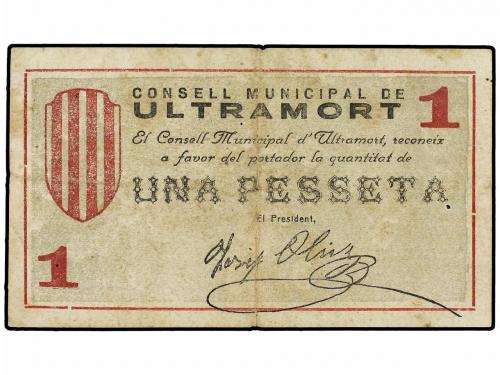 CONSELL MUNICIPAL DE
ULTRAMORT
1
El Consell Municipal d'Ultramort, reconeix
a favor del portador la quantitat de
UNA PESSETA
El President,
1